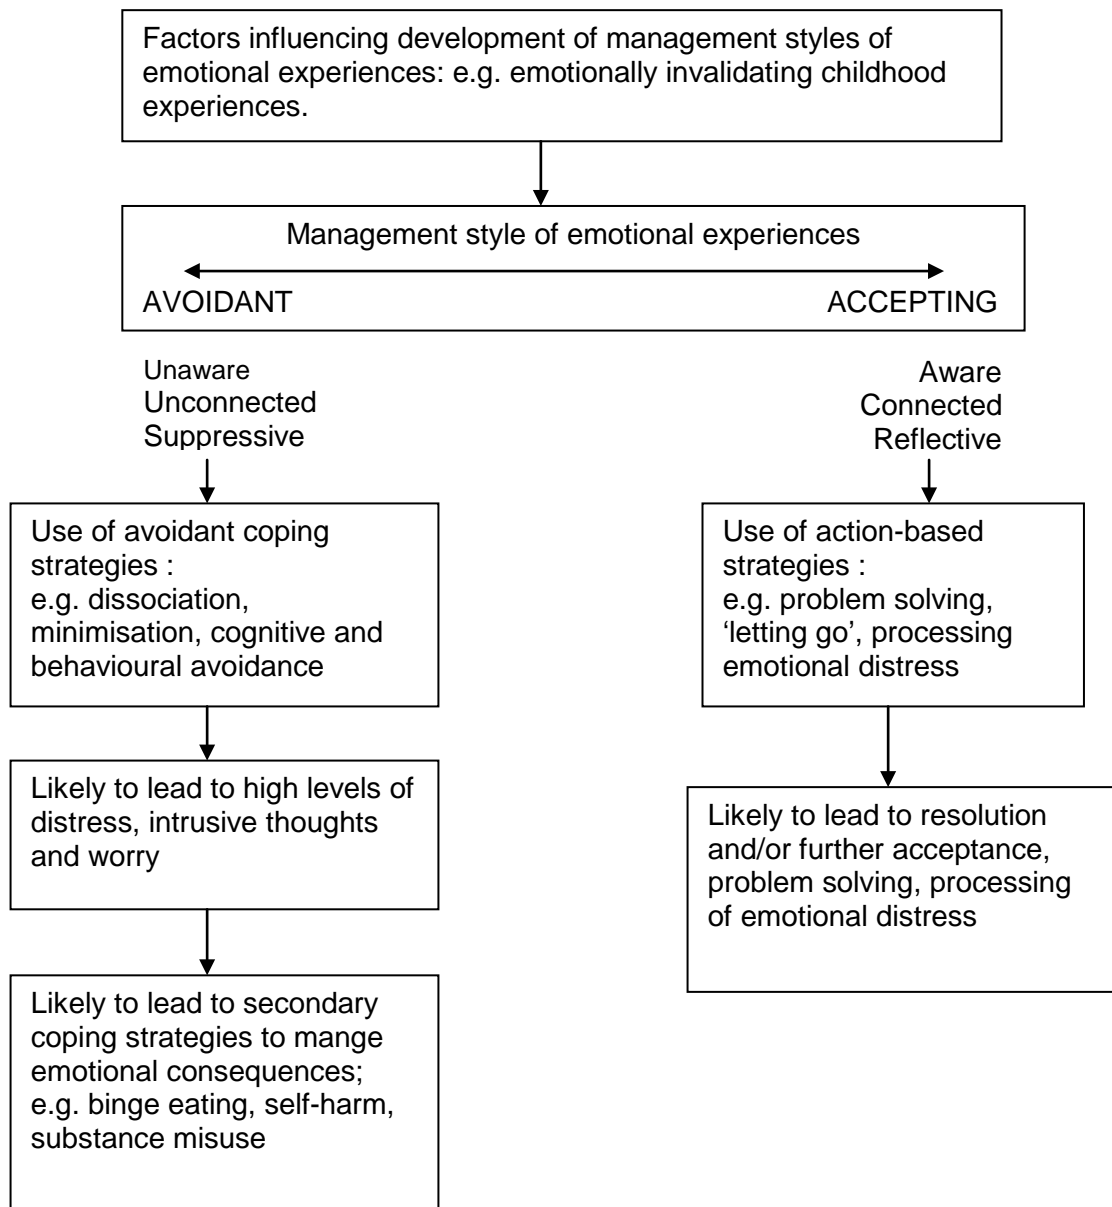 Factors influencing development of management styles of
emotional experiences: e.g. emotionally invalidating childhood
experiences.
Management style of emotional experiences
AVOIDANT
ACCEPTING
Unaware
Unconnected
Suppressive
Aware
Connected
Reflective
Use of avoidant coping
strategies :
e.g. dissociation,
minimisation, cognitive and
behavioural avoidance
Use of action-based
strategies :
e.g. problem solving,
‘letting go’, processing
emotional distress
Likely to lead to high levels of
distress, intrusive thoughts
and worry
Likely to lead to resolution
and/or further acceptance,
problem solving, processing
of emotional distress
Likely to lead to secondary
coping strategies to mange
emotional consequences;
e.g. binge eating, self-harm,
substance misuse